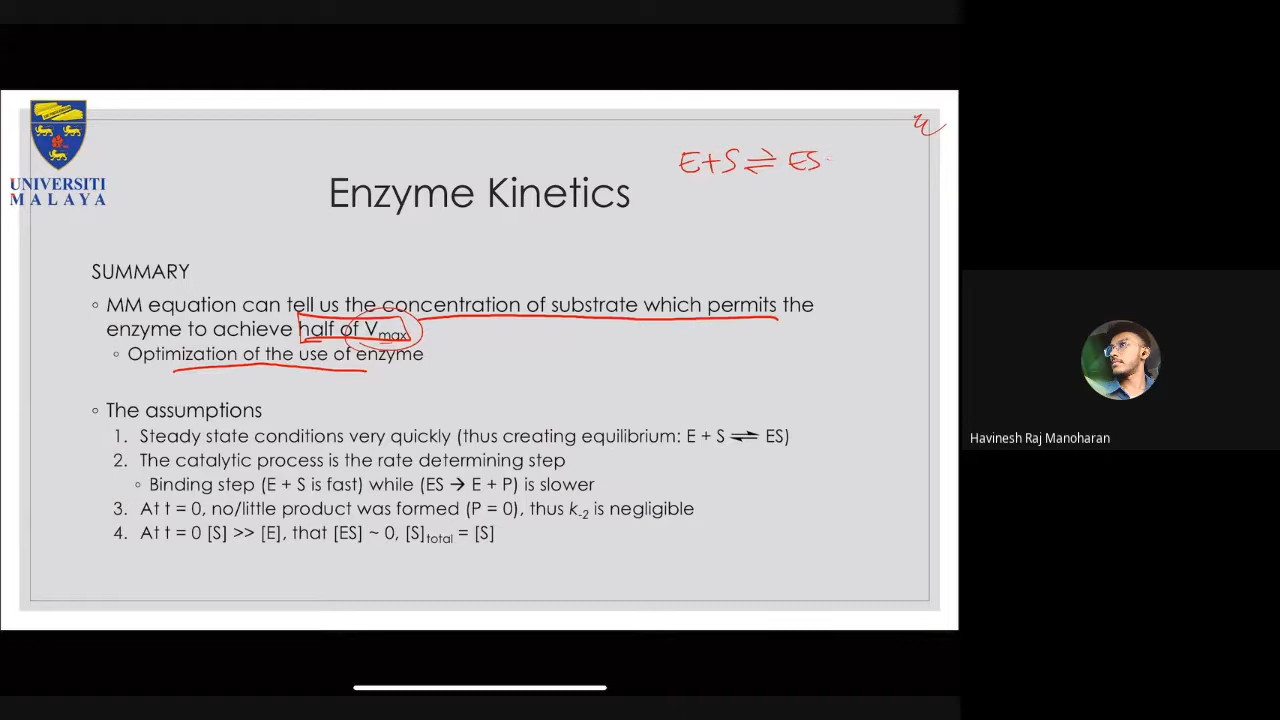 UNIVERSITI
MALAYA
E+S ⇌ ES
Enzyme Kinetics
SUMMARY
◦ MM equation can tell us the concentration of substrate which permits the
enzyme to achieve half of Vmax
◦ Optimization of the use of enzyme
◦ The assumptions
1. Steady state conditions very quickly (thus creating equilibrium: E + S ⇌ ES)
2. The catalytic process is the rate determining step
◦ Binding step (E + S is fast) while (ES → E + P) is slower
3. At t = 0, no/little product was formed (P = 0), thus k-2 is negligible
4. At t = 0 [S] >> [E], that [ES] ~ 0, [S]total = [S]
Havinesh Raj Manoharan